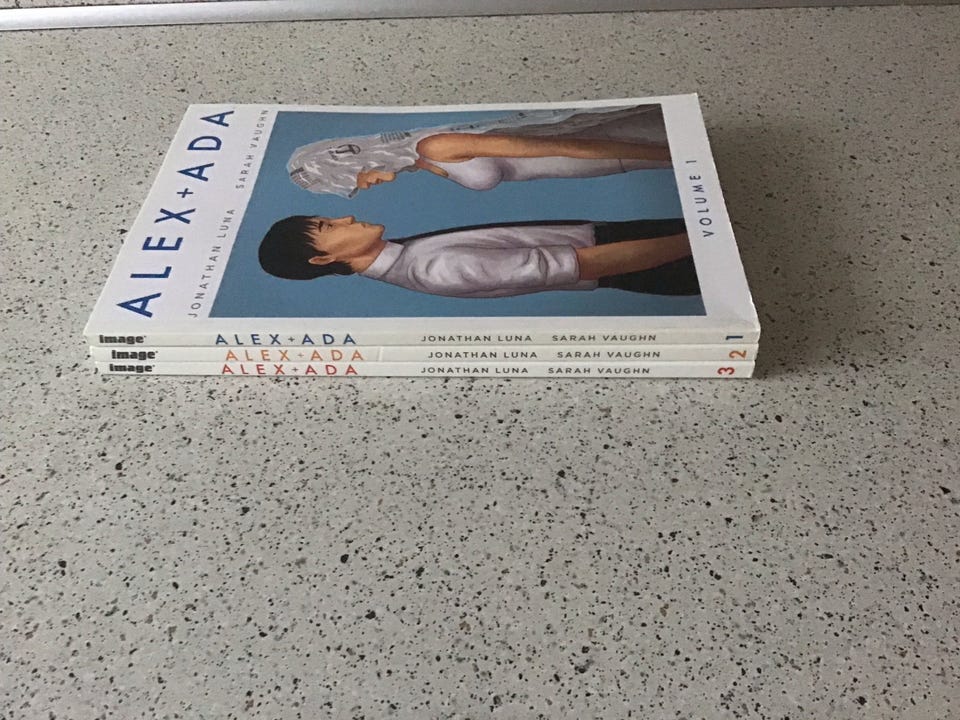 ALEX+ADA
JONATHAN LUNA SARAH VAUGHN
VOLUME 1
image ALEX+ADA JONATHAN LUNA SARAH VAUGHN 1
image ALEX+ADA JONATHAN LUNA SARAH VAUGHN 2
image ALEX+ADA JONATHAN LUNA SARAH VAUGHN 3